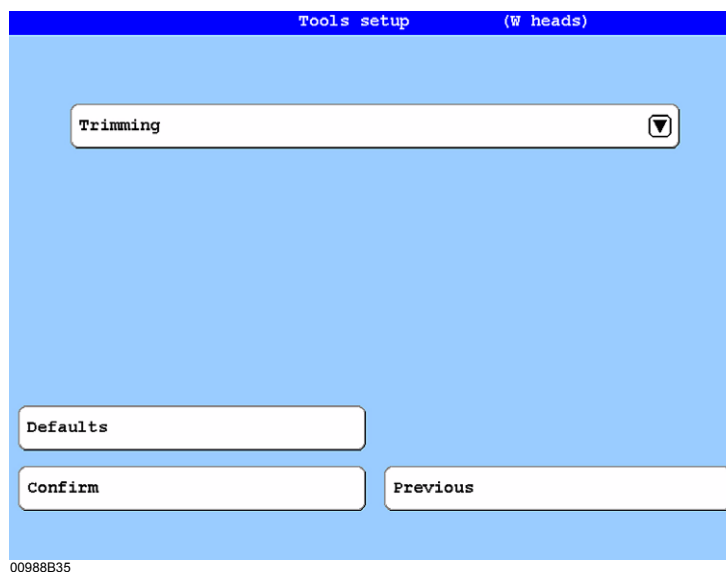 Tools setup (W heads)
Trimming
Defaults
Confirm Previous
00988B35